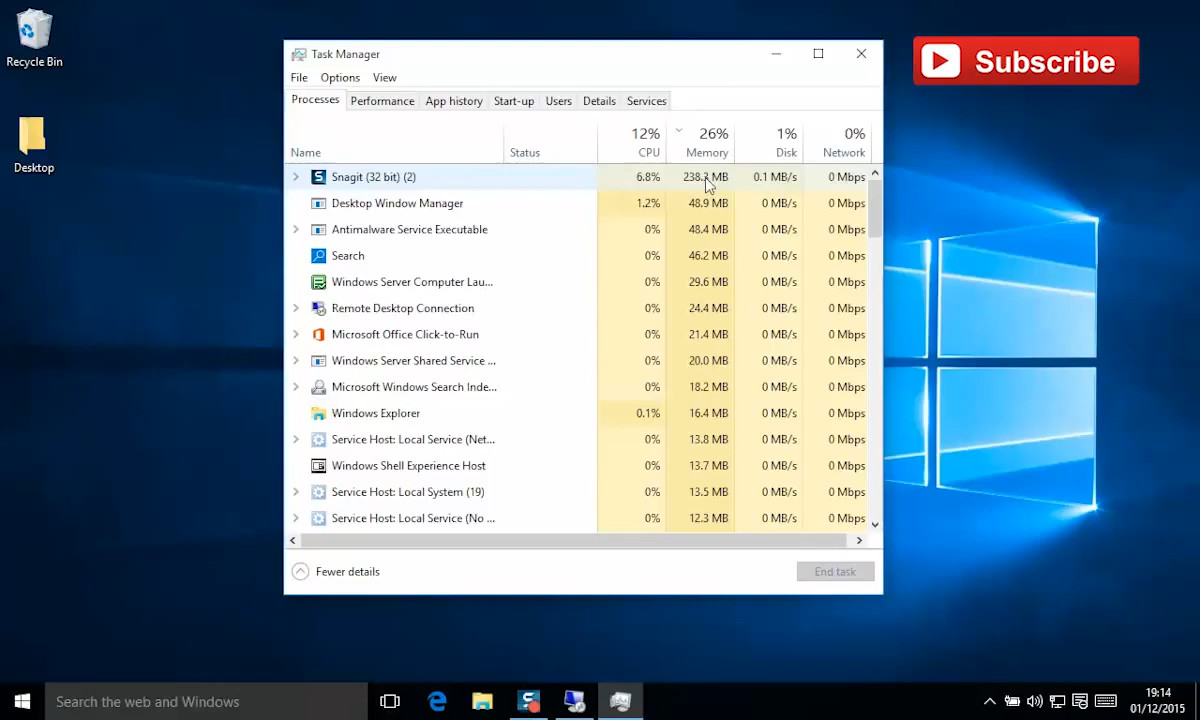 Recycle Bin
Desktop
Subscribe
Task Manager
File Options View
Processes Performance App history Start-up Users Details Services
12% 26% 1% 0%
Name Status CPU Memory Disk Network
Snagit (32 bit) (2) 6.8% MB 0.1 MB/s 0 Mbps
Desktop Window Manager 1.2% 48.9 MB 0 MB/s 0 Mbps
Antimalware Service Executable 0% 48.4 MB 0 MB/s 0 Mbps
Search 0% 46.2 MB 0 MB/s 0 Mbps
Windows Server Computer Lau... 0% 29.6 MB 0 MB/s 0 Mbps
Remote Desktop Connection 0% 24.4 MB 0 MB/s 0 Mbps
Microsoft Office Click-to-Run 0% 21.4 MB 0 MB/s 0 Mbps
Windows Server Shared Service ... 0% 20.0 MB 0 MB/s 0 Mbps
Microsoft Windows Search Inde... 0% 18.2 MB 0 MB/s 0 Mbps
Windows Explorer 0.1% 16.4 MB 0 MB/s 0 Mbps
Service Host: Local Service (Net... 0% 13.8 MB 0 MB/s 0 Mbps
Windows Shell Experience Host 0% 13.7 MB 0 MB/s 0 Mbps
Service Host: Local System (19) 0% 13.5 MB 0 MB/s 0 Mbps
Service Host: Local Service (No ... 0% 12.3 MB 0 MB/s 0 Mbps
Fewer details End task
Search the web and Windows
19:14
01/12/2015